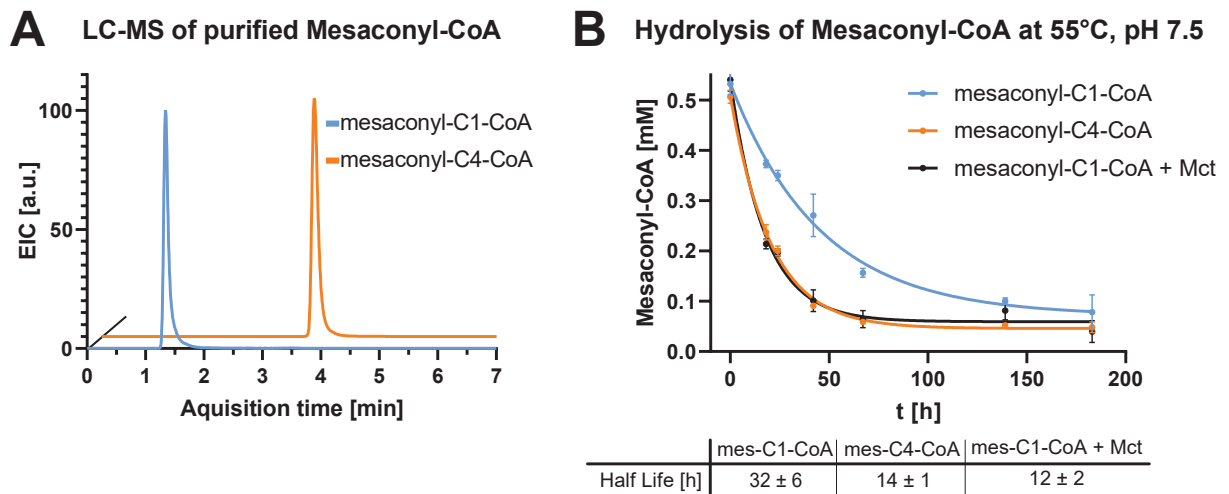 A LC-MS of purified Mesaconyl-CoA
EIC [a.u.]
100
50
0
mesaconyl-C1-CoA
mesaconyl-C4-CoA
0 1 2 3 4 5 6 7
Aquisition time [min]
B Hydrolysis of Mesaconyl-CoA at 55°C, pH 7.5
Mesaconyl-CoA [mM]
0.5
0.4
0.3
0.2
0.1
0.0
mesaconyl-C1-CoA
mesaconyl-C4-CoA
mesaconyl-C1-CoA + Mct
0 50 100 150 200
t [h]
mes-C1-CoA mes-C4-CoA mes-C1-CoA + Mct
Half Life [h] 32 ± 6 14 ± 1 12 ± 2